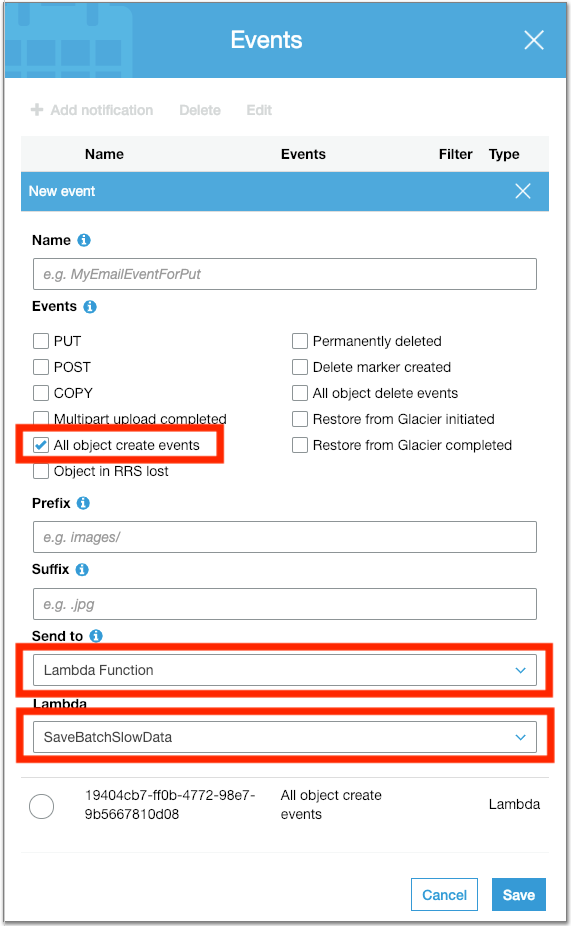 Events
Add notification Delete Edit
Name Events Filter Type
New event
Name
e.g. MyEmailEventForPut
Events
PUT Permanently deleted
POST Delete marker created
COPY All object delete events
Multipart upload completed Restore from Glacier initiated
All object create events Restore from Glacier completed
Object in RRS lost
Prefix
e.g. images/
Suffix
e.g. .jpg
Send to
Lambda Function
Lambda
SaveBatchSlowData
19404cb7-ff0b-4772-98e7- All object create
9b5667810d08 events Lambda
Cancel Save